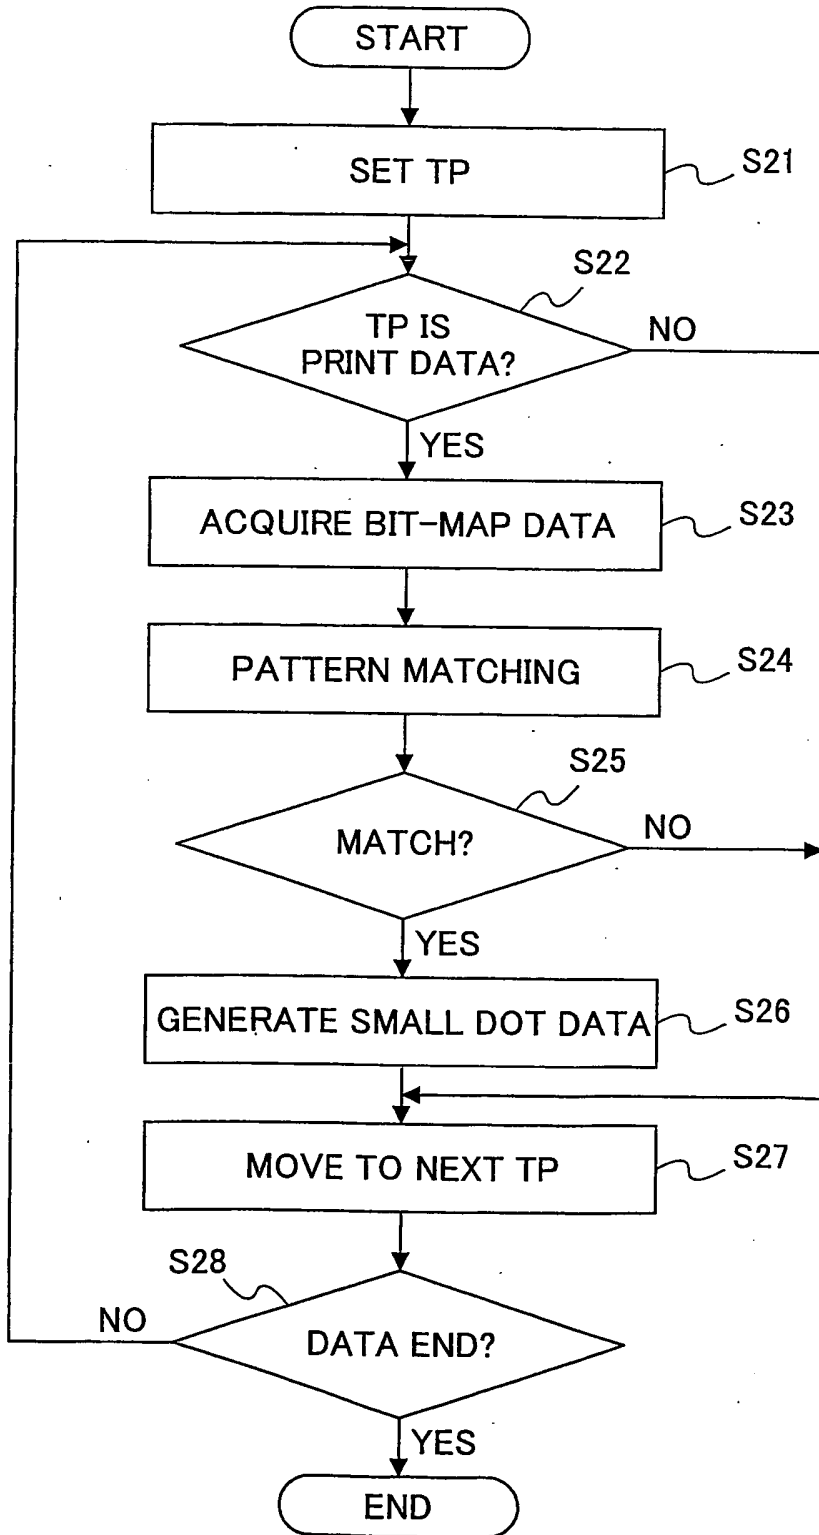 START
SET TP
S21
S22
TP IS
PRINT DATA?
NO
YES
ACQUIRE BIT-MAP DATA
S23
PATTERN MATCHING
S24
S25
MATCH?
NO
YES
GENERATE SMALL DOT DATA
S26
MOVE TO NEXT TP
S27
S28
NO
DATA END?
YES
END